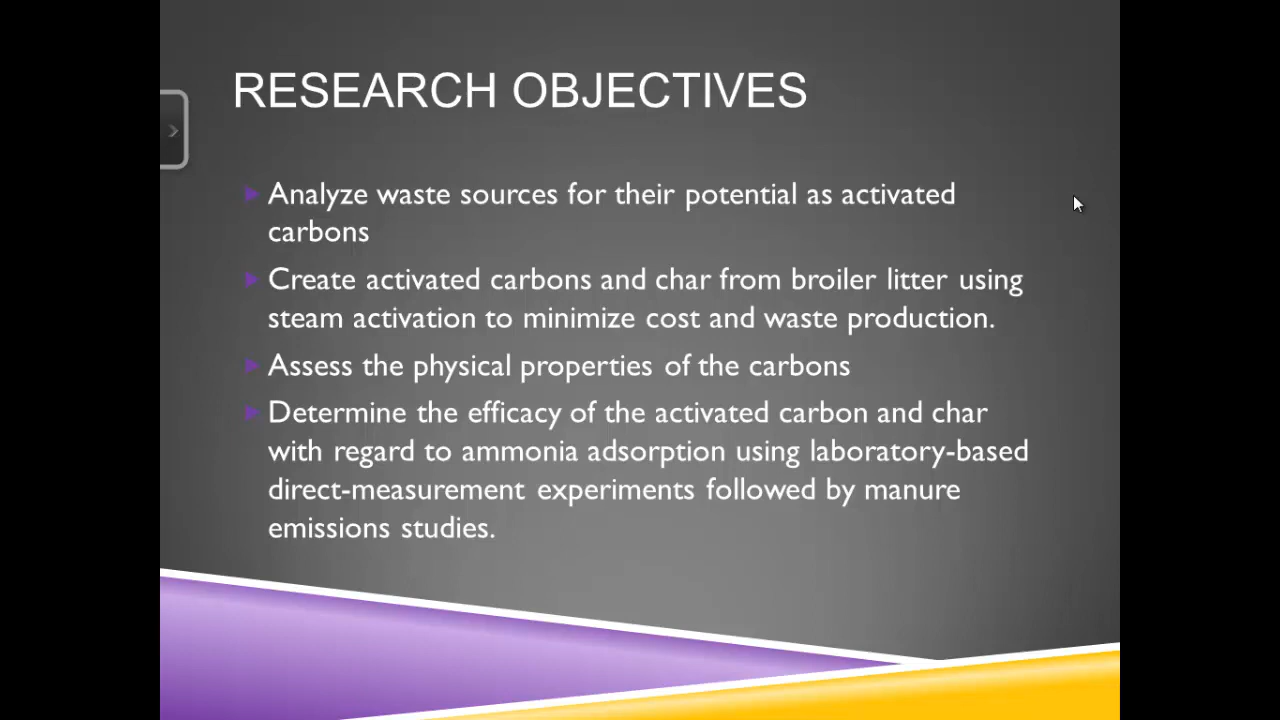 RESEARCH OBJECTIVES
Analyze waste sources for their potential as activated
carbons
Create activated carbons and char from broiler litter using
steam activation to minimize cost and waste production.
Assess the physical properties of the carbons
Determine the efficacy of the activated carbon and char
with regard to ammonia adsorption using laboratory-based
direct-measurement experiments followed by manure
emissions studies.